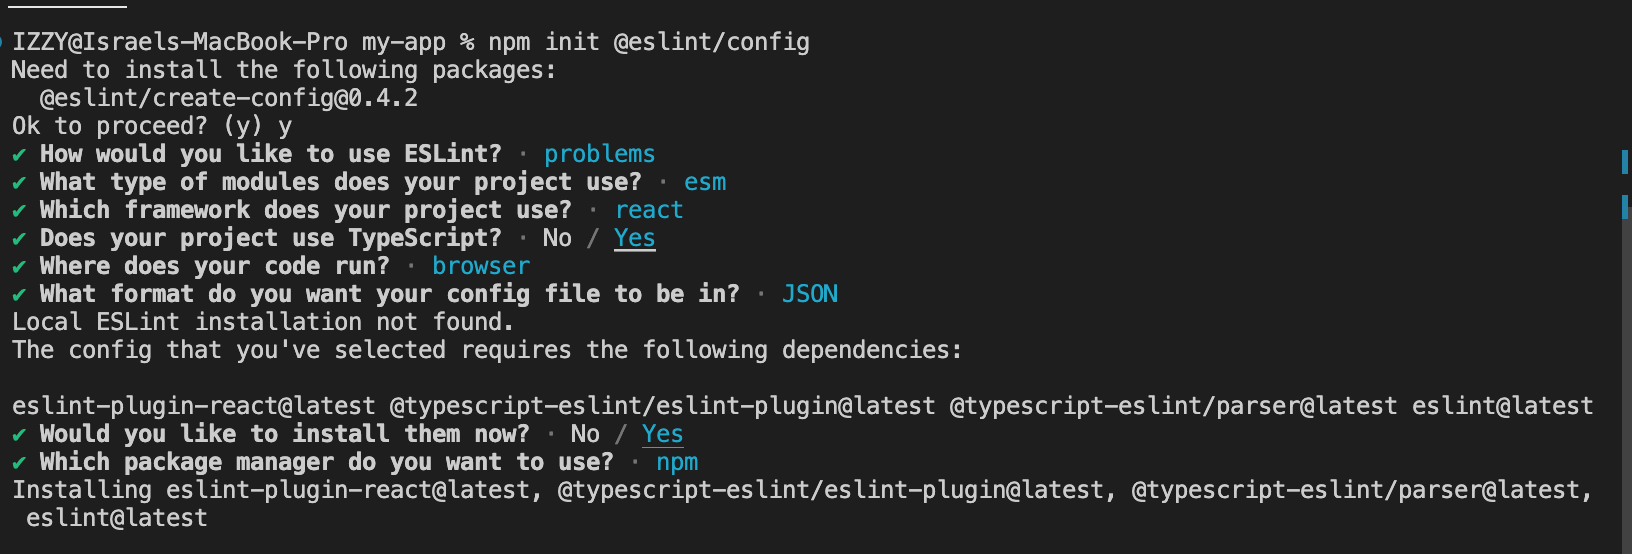 IZZY@Israels-MacBook-Pro my-app % npm init @eslint/config
Need to install the following packages:
  @eslint/create-config@0.4.2
Ok to proceed? (y) y
✔ How would you like to use ESLint? · problems
✔ What type of modules does your project use? · esm
✔ Which framework does your project use? · react
✔ Does your project use TypeScript? · No / Yes
✔ Where does your code run? · browser
✔ What format do you want your config file to be in? · JSON
Local ESLint installation not found.
The config that you've selected requires the following dependencies:

eslint-plugin-react@latest @typescript-eslint/eslint-plugin@latest @typescript-eslint/parser@latest eslint@latest
✔ Would you like to install them now? · No / Yes
✔ Which package manager do you want to use? · npm
Installing eslint-plugin-react@latest, @typescript-eslint/eslint-plugin@latest, @typescript-eslint/parser@latest,
 eslint@latest